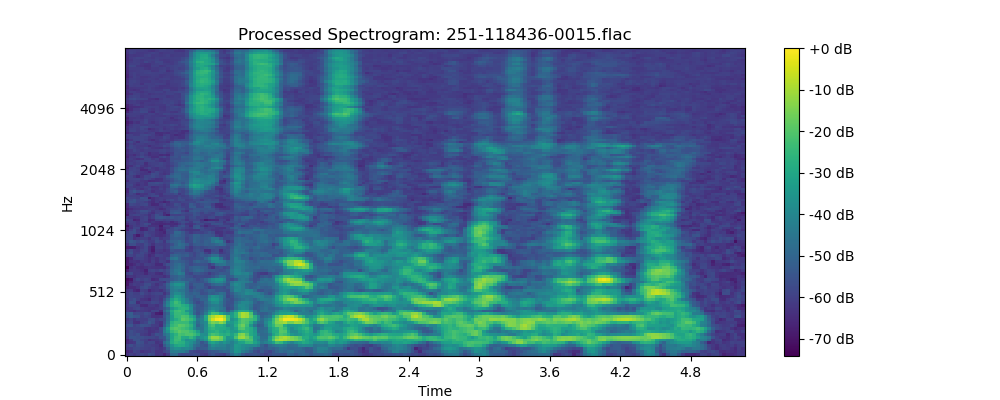 Processed Spectrogram: 251-118436-0015.flac
Hz
4096
2048
1024
512
0
0 0.6 1.2 1.8 2.4 3 3.6 4.2 4.8
Time
+0 dB
-10 dB
-20 dB
-30 dB
-40 dB
-50 dB
-60 dB
-70 dB